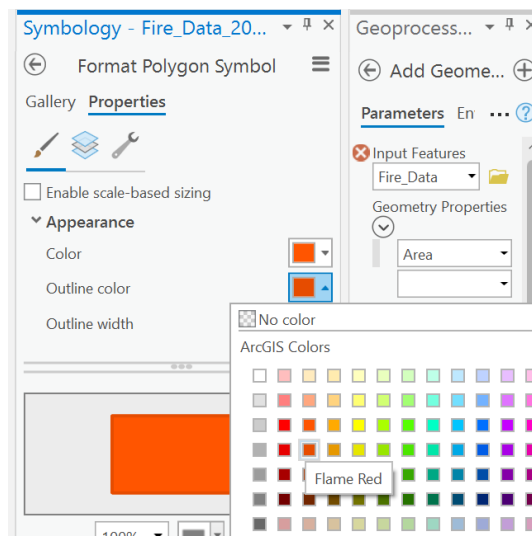 Symbology - Fire_Data_20...
Format Polygon Symbol
Gallery Properties
Enable scale-based sizing
Appearance
Color
Outline color
Outline width
100%
Geoprocess...
Add Geome...
Parameters En ...
Input Features
Fire_Data
Geometry Properties
Area
No color
ArcGIS Colors
Flame Red